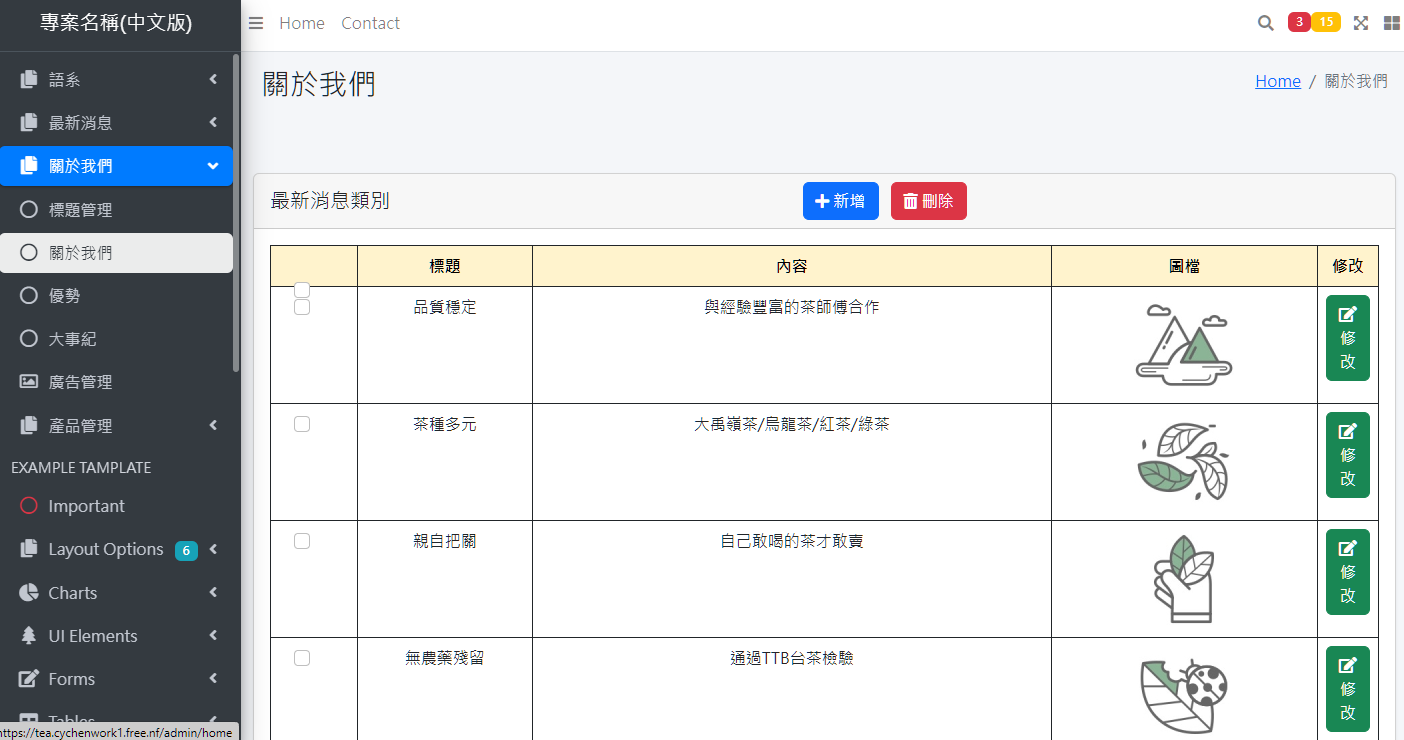 專案名稱(中文版)
Home Contact
3 15
語系
最新消息
關於我們
標題管理
關於我們
優勢
大事紀
廣告管理
產品管理
EXAMPLE TAMPLATE
Important
Layout Options 6
Charts
UI Elements
Forms
Tables
https://tea.cychenwork1.free.nf/admin/home
關於我們
Home / 關於我們
最新消息類別
新增
刪除
標題 內容 圖檔 修改
品質穩定 與經驗豐富的茶師傅合作
修
改
茶種多元 大禹嶺茶/烏龍茶/紅茶/綠茶
修
改
親自把關 自己敢喝的茶才敢賣
修
改
無農藥殘留 通過TTB台茶檢驗
修
改